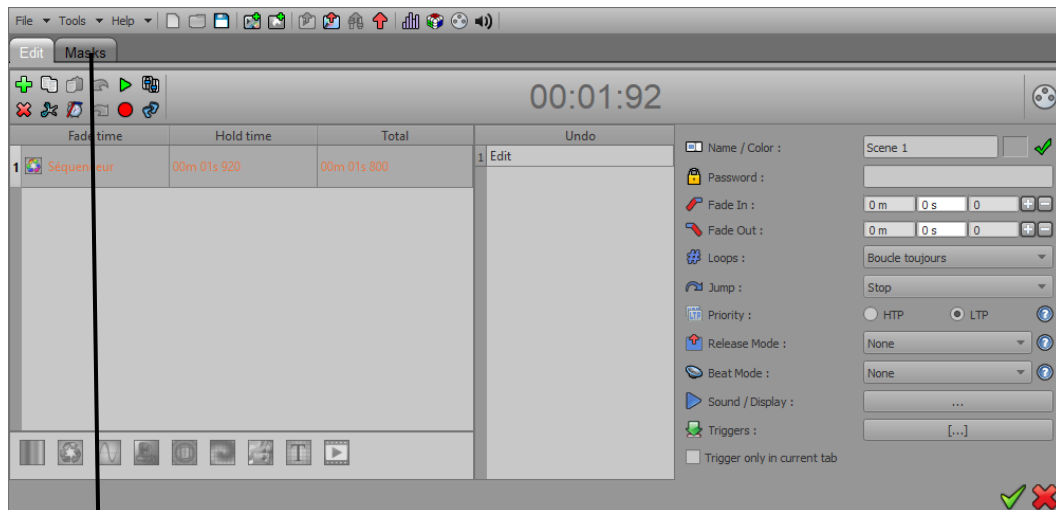 File Tools Help
Edit Masks
00:01:92
Fade time Hold time Total Undo
1 Séquenceur 00m 01s 920 00m 01s 800
1 Edit
Name / Color : Scene 1
Password :
Fade In : 0 m 0 s 0
Fade Out : 0 m 0 s 0
Loops : Boucle toujours
Jump : Stop
Priority : HTP LTP
Release Mode : None
Beat Mode : None
Sound / Display : ...
Triggers : [...]
Trigger only in current tab